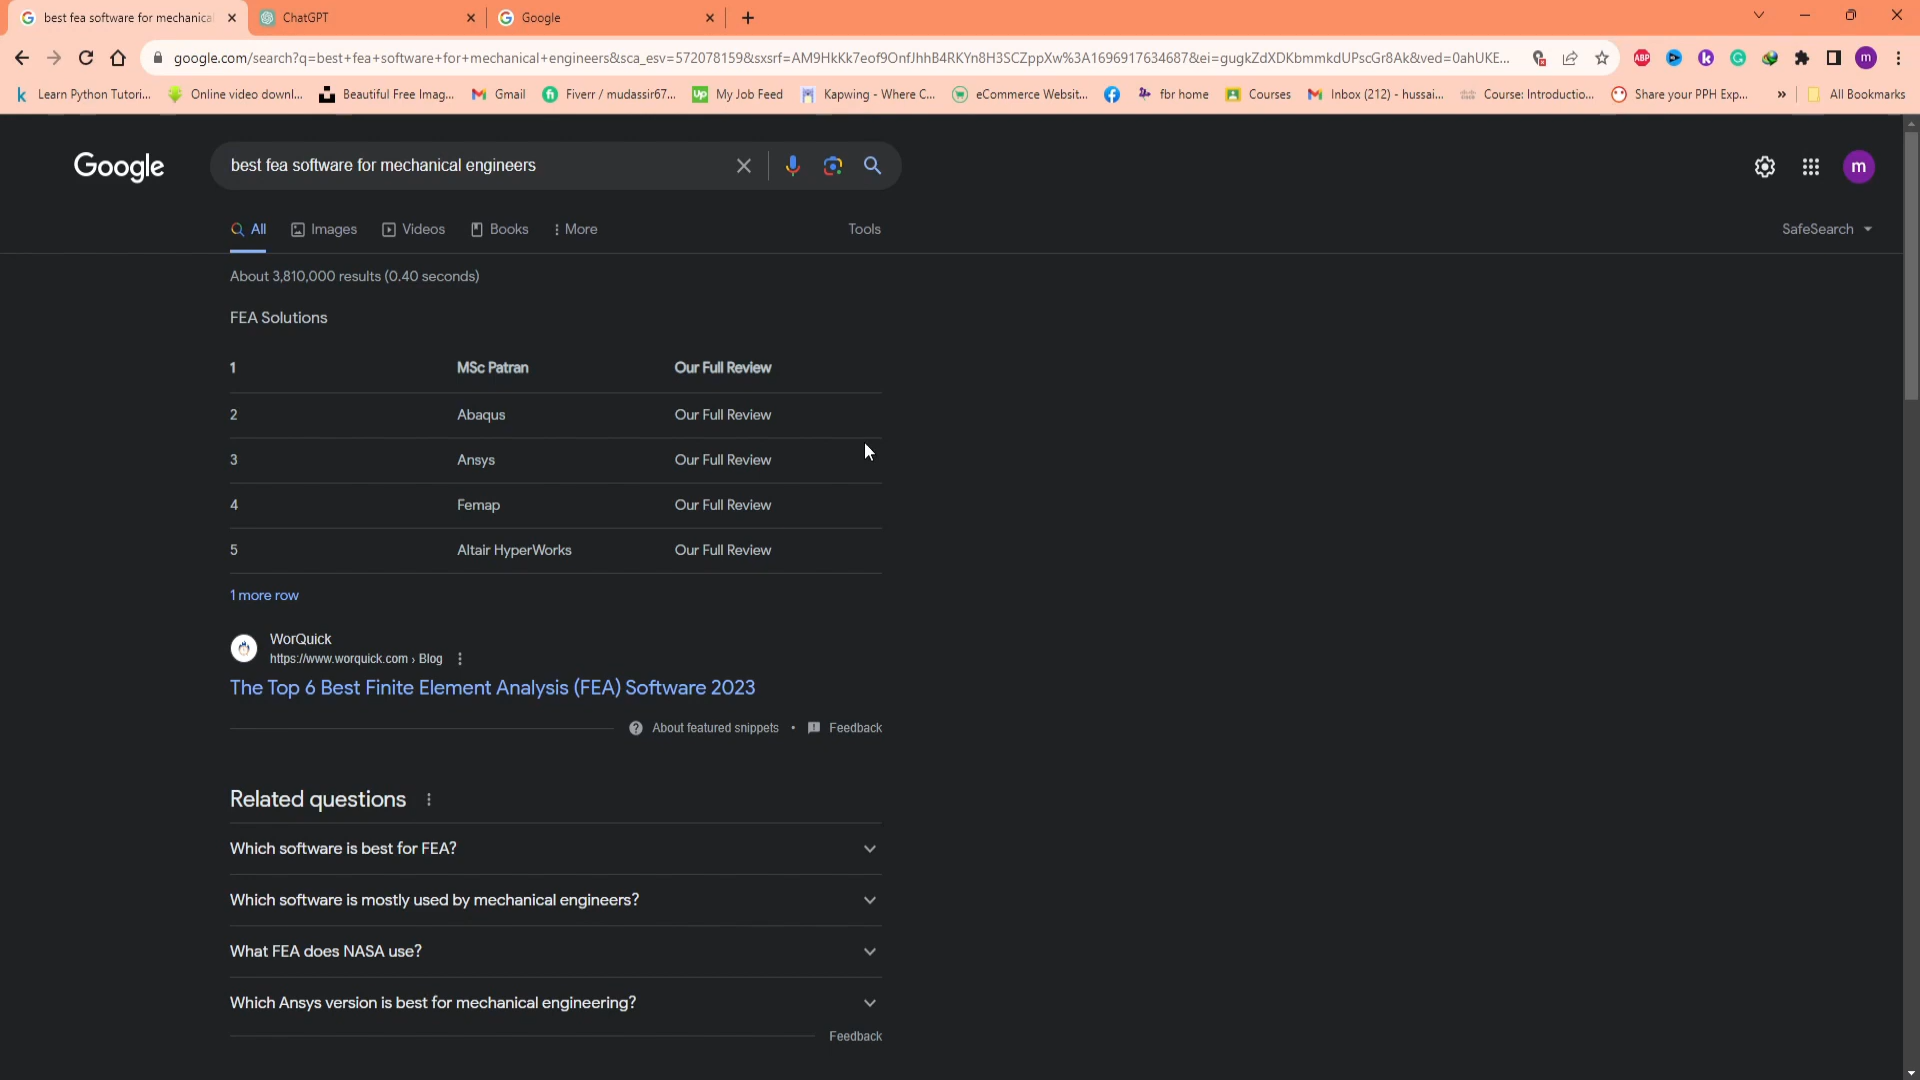 best fea software for mechanical
ChatGPT
Google
google.com/search?q=best+fea+software+for+mechanical+engineers&sca_esv=572078159&sxsrf=AM9HkKk7eof9OnfJhhB4RKYn8H3SCZppXw%3A1696917634687&ei=gugkZdXDKbmmkdUPscGr8Ak&ved=0ahUKE...
ABP
k
m
Learn Python Tutori...
Online video downl...
Beautiful Free Imag...
Gmail
Fiverr / mudassir67...
Up My Job Feed
Kapwing - Where C...
eCommerce Websit...
fbr home
Courses
Inbox (212) - hussai...
Course: Introductio...
Share your PPH Exp...
»
All Bookmarks
Google
best fea software for mechanical engineers
m
All
Images
Videos
Books
More
Tools
SafeSearch
About 3,810,000 results (0.40 seconds)
FEA Solutions
1 MSc Patran Our Full Review
2 Abaqus Our Full Review
3 Ansys Our Full Review
4 Femap Our Full Review
5 Altair HyperWorks Our Full Review
1 more row
WorQuick
https://www.worquick.com › Blog
The Top 6 Best Finite Element Analysis (FEA) Software 2023
About featured snippets • Feedback
Related questions
Which software is best for FEA?
Which software is mostly used by mechanical engineers?
What FEA does NASA use?
Which Ansys version is best for mechanical engineering?
Feedback